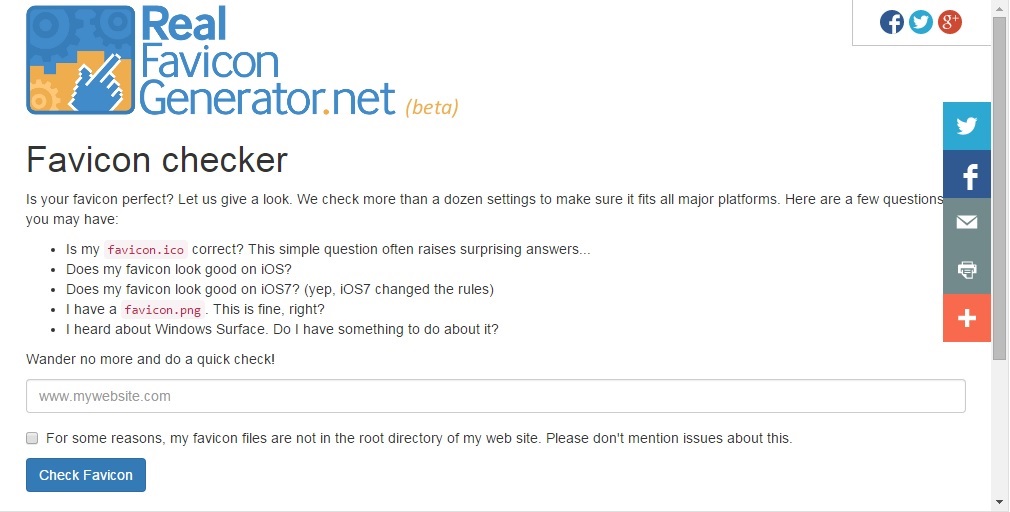 Real
Favicon
Generator.net (beta)
Favicon checker
Is your favicon perfect? Let us give a look. We check more than a dozen settings to make sure it fits all major platforms. Here are a few questions
you may have:
Is my favicon.ico correct? This simple question often raises surprising answers...
Does my favicon look good on iOS?
Does my favicon look good on iOS7? (yep, iOS7 changed the rules)
I have a favicon.png. This is fine, right?
I heard about Windows Surface. Do I have something to do about it?
Wander no more and do a quick check!
www.mywebsite.com
For some reasons, my favicon files are not in the root directory of my web site. Please don't mention issues about this.
Check Favicon